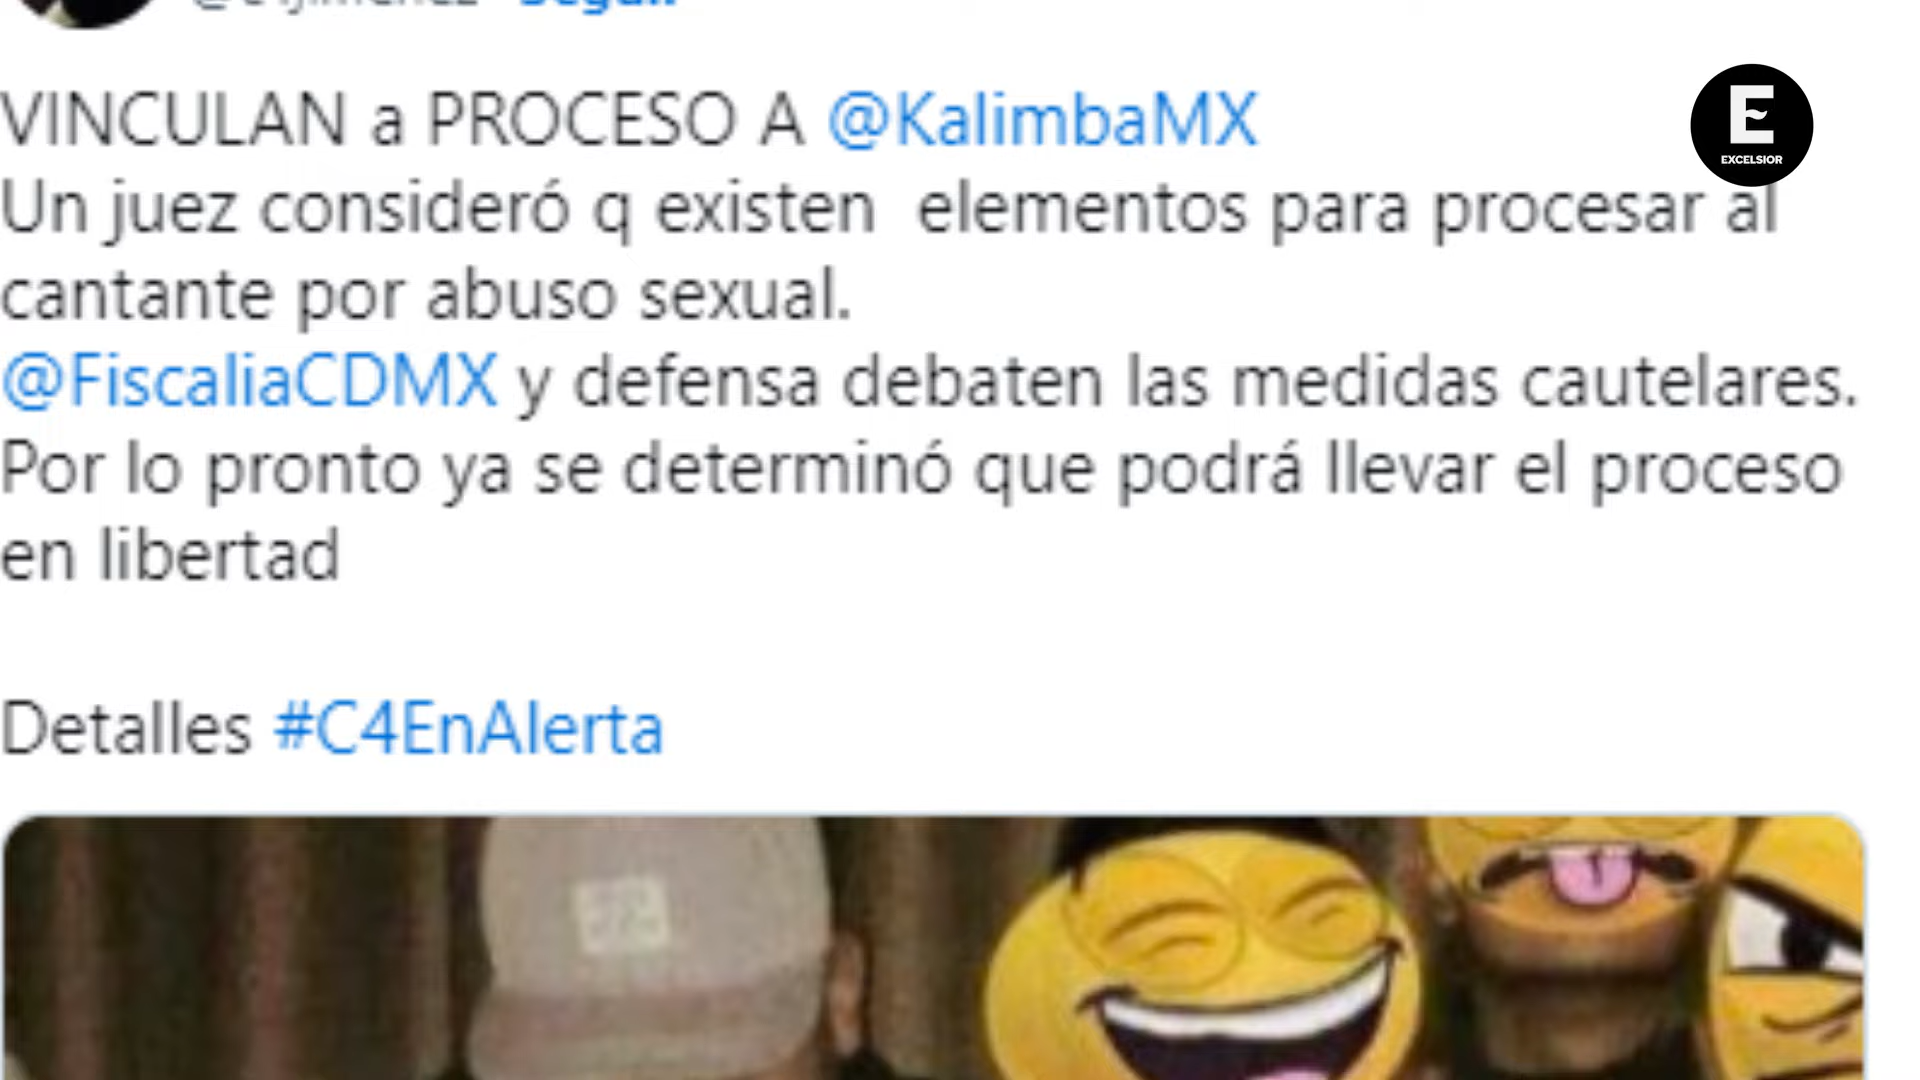 VINCULAN a PROCESO A @KalimbaMX
Un juez consideró q existen elementos para procesar al
cantante por abuso sexual.
@FiscaliaCDMX y defensa debaten las medidas cautelares.
Por lo pronto ya se determinó que podrá llevar el proceso
en libertad
Detalles #C4EnAlerta
E
EXCELSIOR